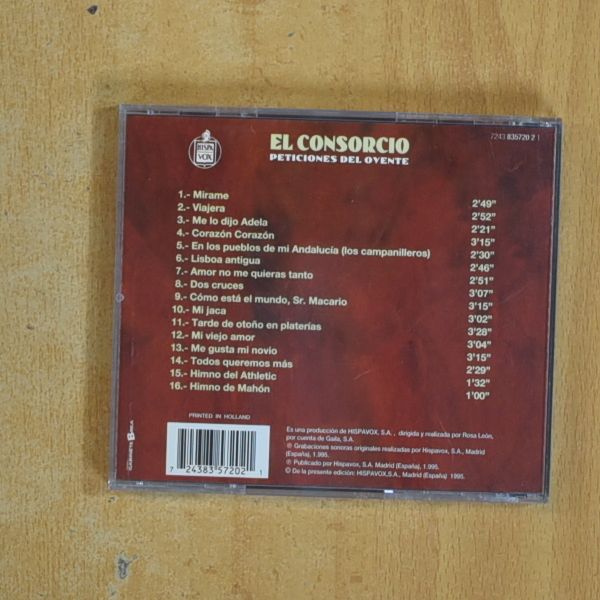 HISPA
VOX
EL CONSORCIO
PETICIONES DEL OYENTE
7243 835720 2 1
1.- Mírame 2'49"
2.- Viajera 2'52"
3.- Me lo dijo Adela 2'21"
4.- Corazón Corazón 3'15"
5.- En los pueblos de mi Andalucía (los campanilleros) 2'30"
6.- Lisboa antigua 2'46"
7.- Amor no me quieras tanto 2'51"
8.- Dos cruces 3'07"
9.- Cómo está el mundo, Sr. Macario 3'15"
10.- Mi jaca 3'02"
11.- Tarde de otoño en platerías 3'28"
12.- Mi viejo amor 3'04"
13.- Me gusta mi novio 3'15"
14.- Todos queremos más 2'29"
15.- Himno del Athletic 1'32"
16.- Himno de Mahón 1'00"
PRINTED IN HOLLAND
7 24383 57202 1
Es una producción de HISPAVOX, S.A., dirigida y realizada por Rosa León,
por cuenta de Gaila, S.A.
℗ Grabaciones sonoras originales realizadas por Hispavox, S.A., Madrid
(España), 1.995.
℗ Publicado por Hispavox, S.A. Madrid (España), 1.995.
© De la presente edición: HISPAVOX,S.A., Madrid (España) 1995.